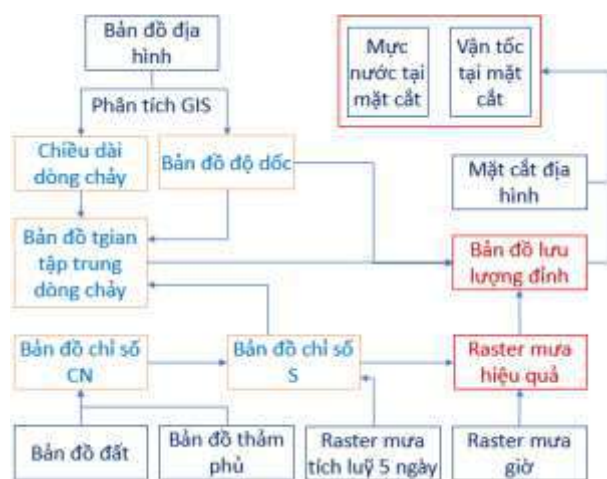 Bản đồ địa
hình
Mực
nước tại
mặt cắt
Vận tốc
tại mặt
cắt
Phân tích GIS
Chiều dài
dòng chảy
Bản đồ độ dốc
Mặt cắt địa
hình
Bản đồ tgian
tập trung
dòng chảy
Bản đồ lưu
lượng đỉnh
Bản đồ chỉ số
CN
Bản đồ chỉ số
S
Raster mưa
hiệu quả
Bản đồ đất
Bản đồ thảm
phủ
Raster mưa
tích luỹ 5 ngày
Raster mưa
giờ